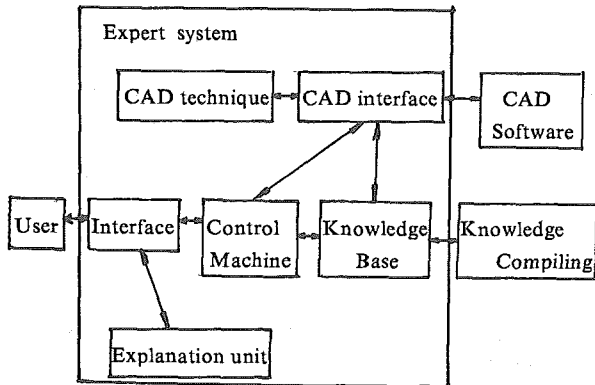 Expert system
CAD technique
CAD interface
CAD
Software
User
Interface
Control
Machine
Knowledge
Base
Knowledge
Compiling
Explanation unit